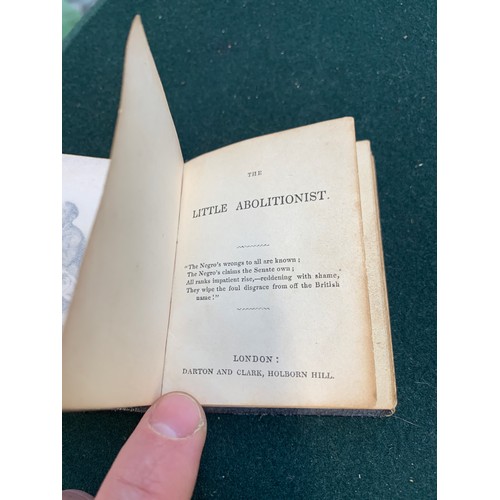 THE
LITTLE ABOLITIONIST.
"The Negro's wrongs to all are known;
The Negro's claims the Senate own;
All ranks impatient rise,—reddening with shame,
They wipe the foul disgrace from off the British
name!"
LONDON:
DARTON AND CLARK, HOLBORN HILL.